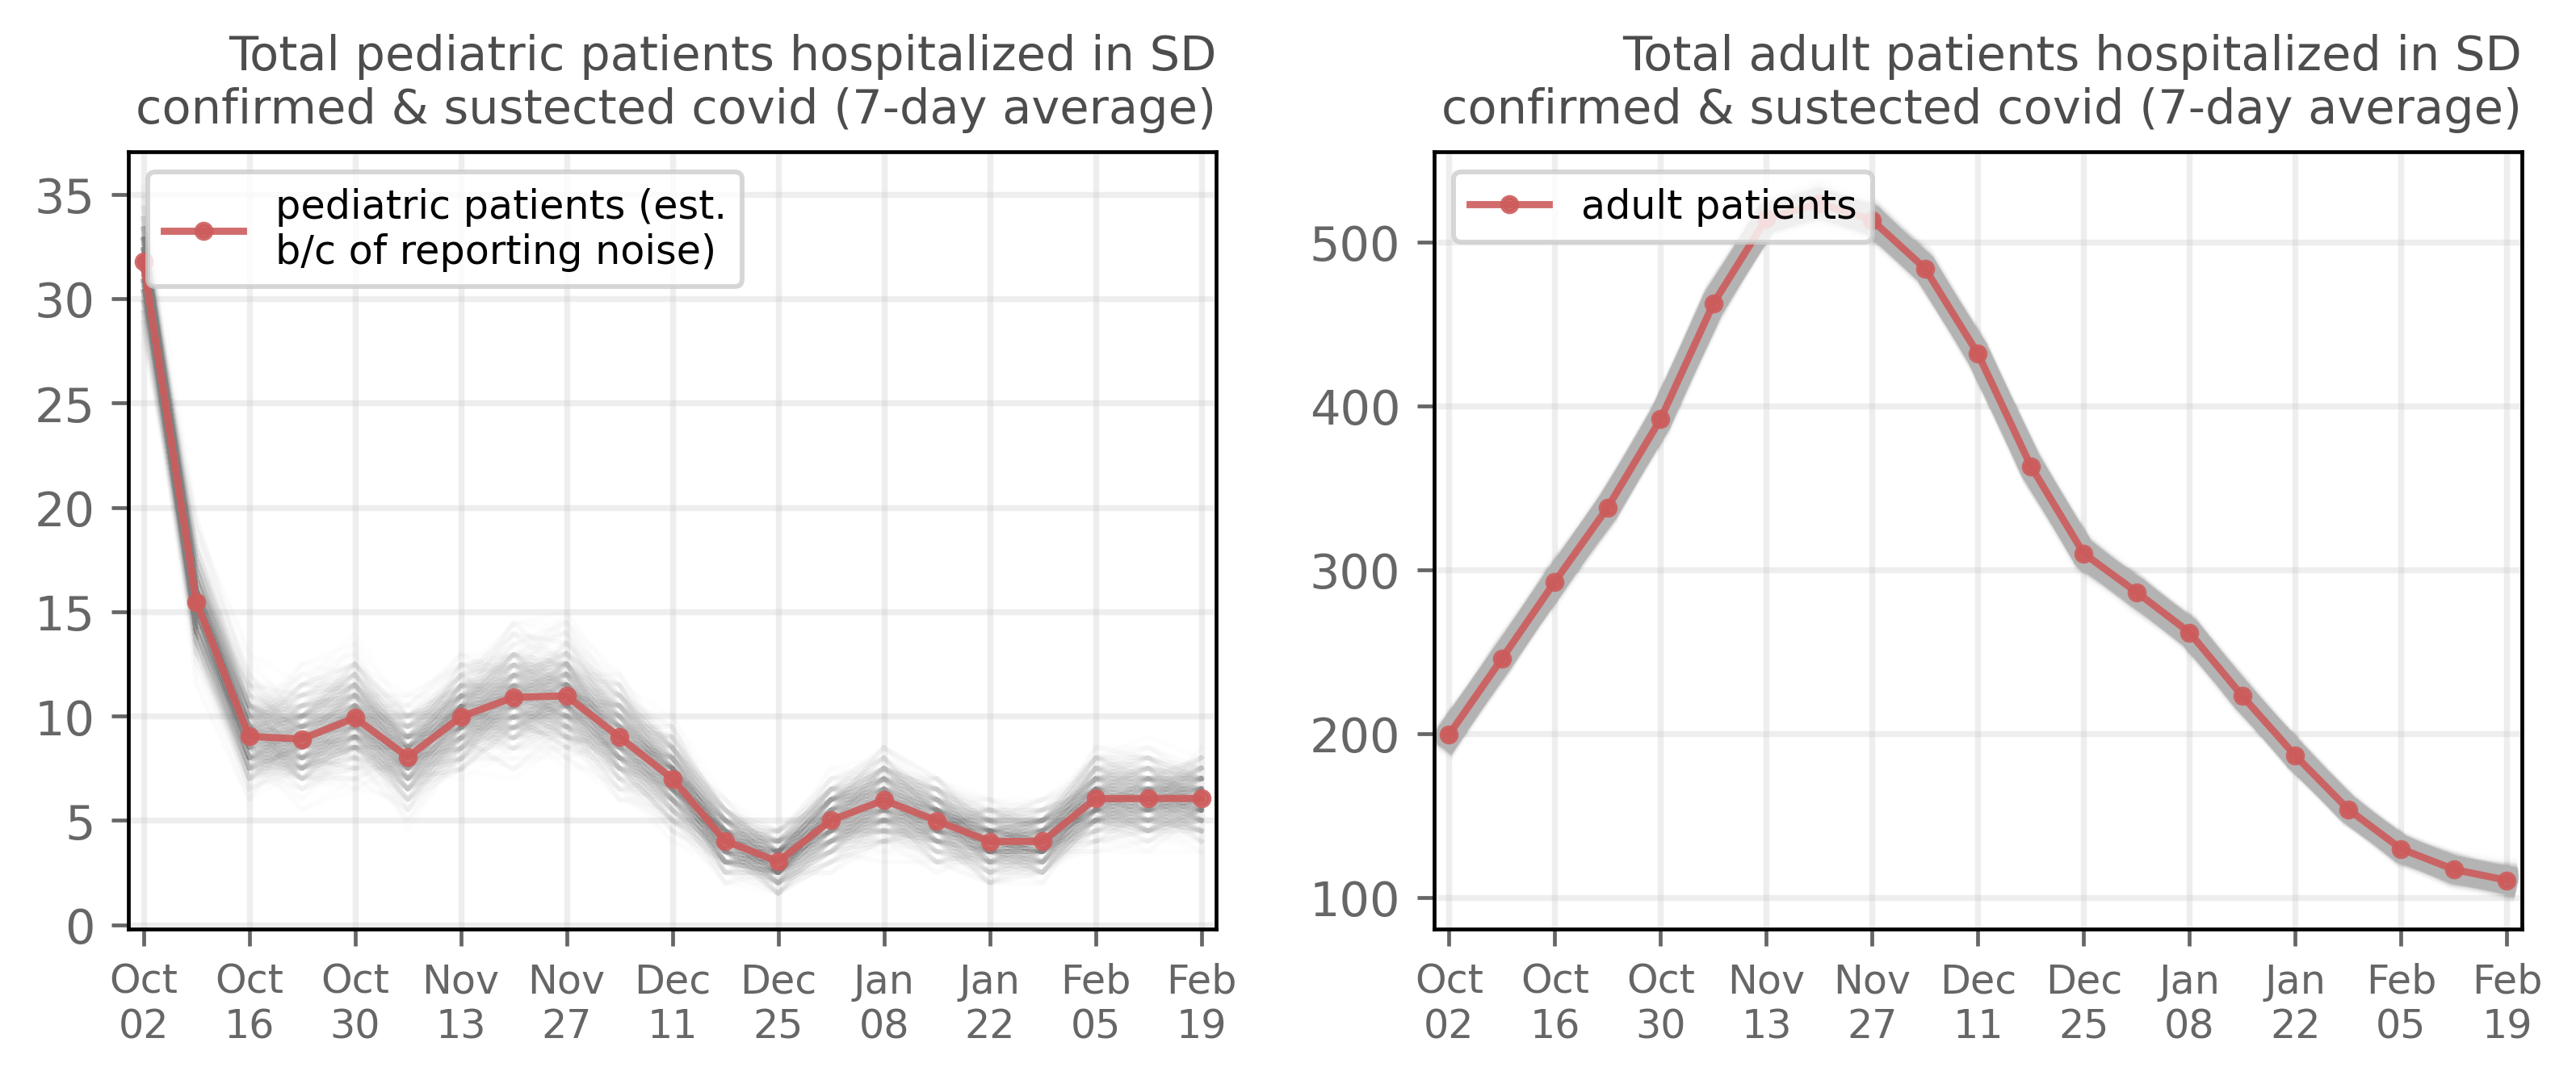 Total pediatric patients hospitalized in SD
confirmed & sustected covid (7-day average)
pediatric patients (est.
b/c of reporting noise)
35
30
25
20
15
10
5
0
Oct Oct Oct Nov Nov Dec Dec Jan Jan Feb Feb
02 16 30 13 27 11 25 08 22 05 19
Total adult patients hospitalized in SD
confirmed & sustected covid (7-day average)
adult patients
500
400
300
200
100
Oct Oct Oct Nov Nov Dec Dec Jan Jan Feb Feb
02 16 30 13 27 11 25 08 22 05 19